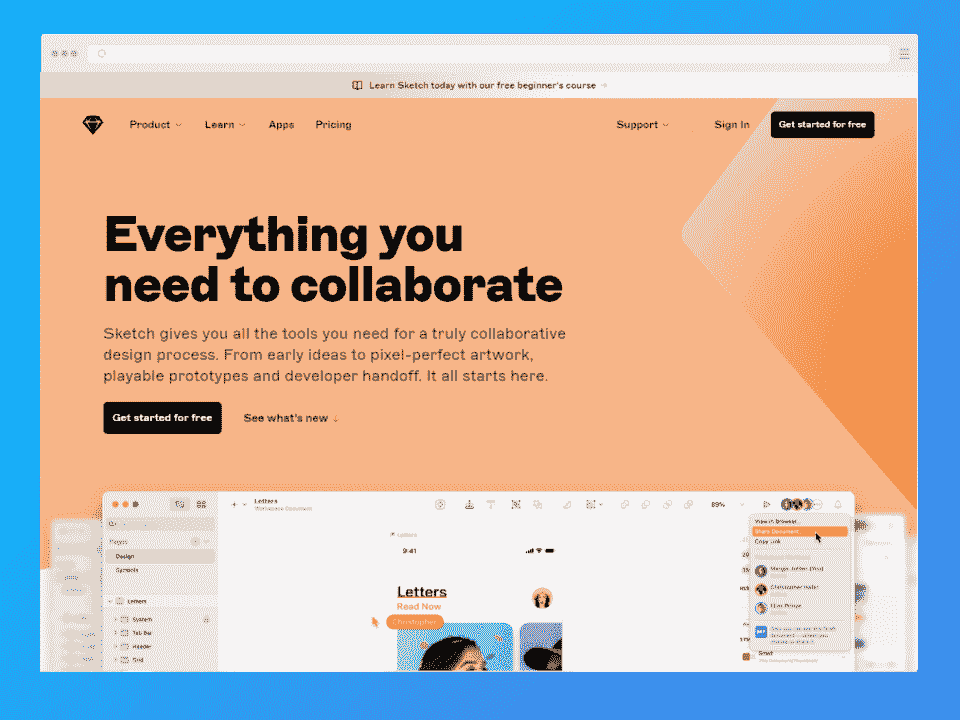 Learn Sketch today with our free beginner's course →
Product Learn Apps Pricing Support Sign In Get started for free
Everything you
need to collaborate
Sketch gives you all the tools you need for a truly collaborative
design process. From early ideas to pixel-perfect artwork,
playable prototypes and developer handoff. It all starts here.
Get started for free See what's new ↓
Letters
Workspace Document
89%
View in Browser...
Share Document
Copy Link
Pages
Design
Symbols
Letters
System
Tab Bar
Header
Grid
Letters
9:41
Letters
Read Now
Christopher
Smart